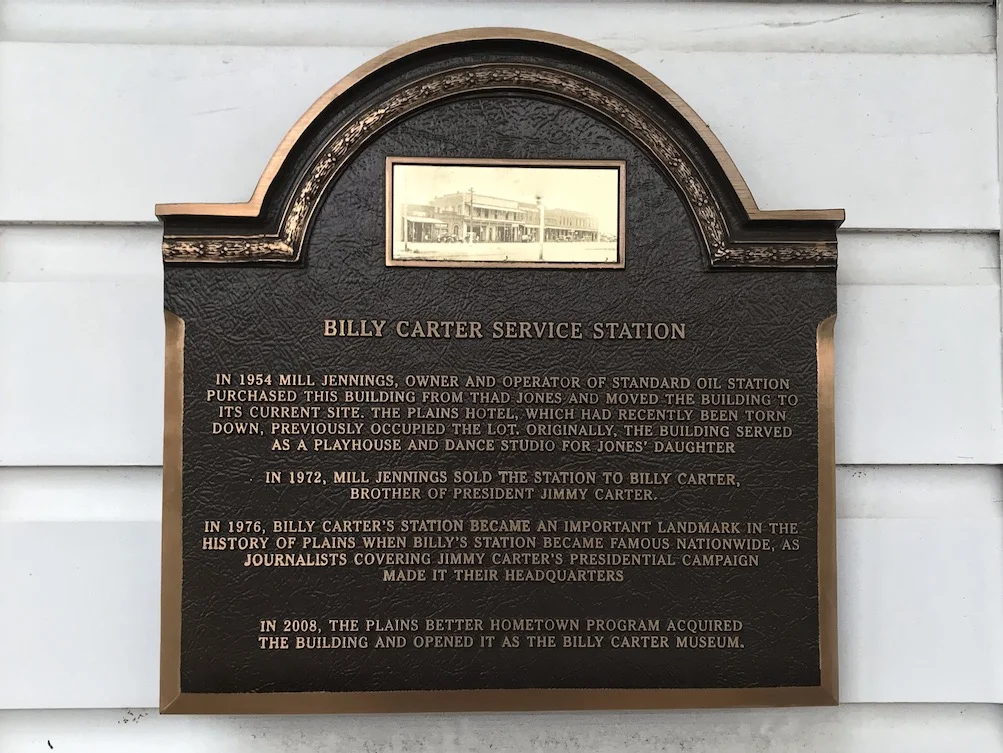 BILLY CARTER SERVICE STATION
IN 1954 MILL JENNINGS, OWNER AND OPERATOR OF STANDARD OIL STATION
PURCHASED THIS BUILDING FROM THAD JONES AND MOVED THE BUILDING TO
ITS CURRENT SITE. THE PLAINS HOTEL, WHICH HAD RECENTLY BEEN TORN
DOWN, PREVIOUSLY OCCUPIED THE LOT. ORIGINALLY, THE BUILDING SERVED
AS A PLAYHOUSE AND DANCE STUDIO FOR JONES' DAUGHTER
IN 1972, MILL JENNINGS SOLD THE STATION TO BILLY CARTER,
BROTHER OF PRESIDENT JIMMY CARTER.
IN 1976, BILLY CARTER'S STATION BECAME AN IMPORTANT LANDMARK IN THE
HISTORY OF PLAINS WHEN BILLY'S STATION BECAME FAMOUS NATIONWIDE, AS
JOURNALISTS COVERING JIMMY CARTER'S PRESIDENTIAL CAMPAIGN
MADE IT THEIR HEADQUARTERS
IN 2008, THE PLAINS BETTER HOMETOWN PROGRAM ACQUIRED
THE BUILDING AND OPENED IT AS THE BILLY CARTER MUSEUM.